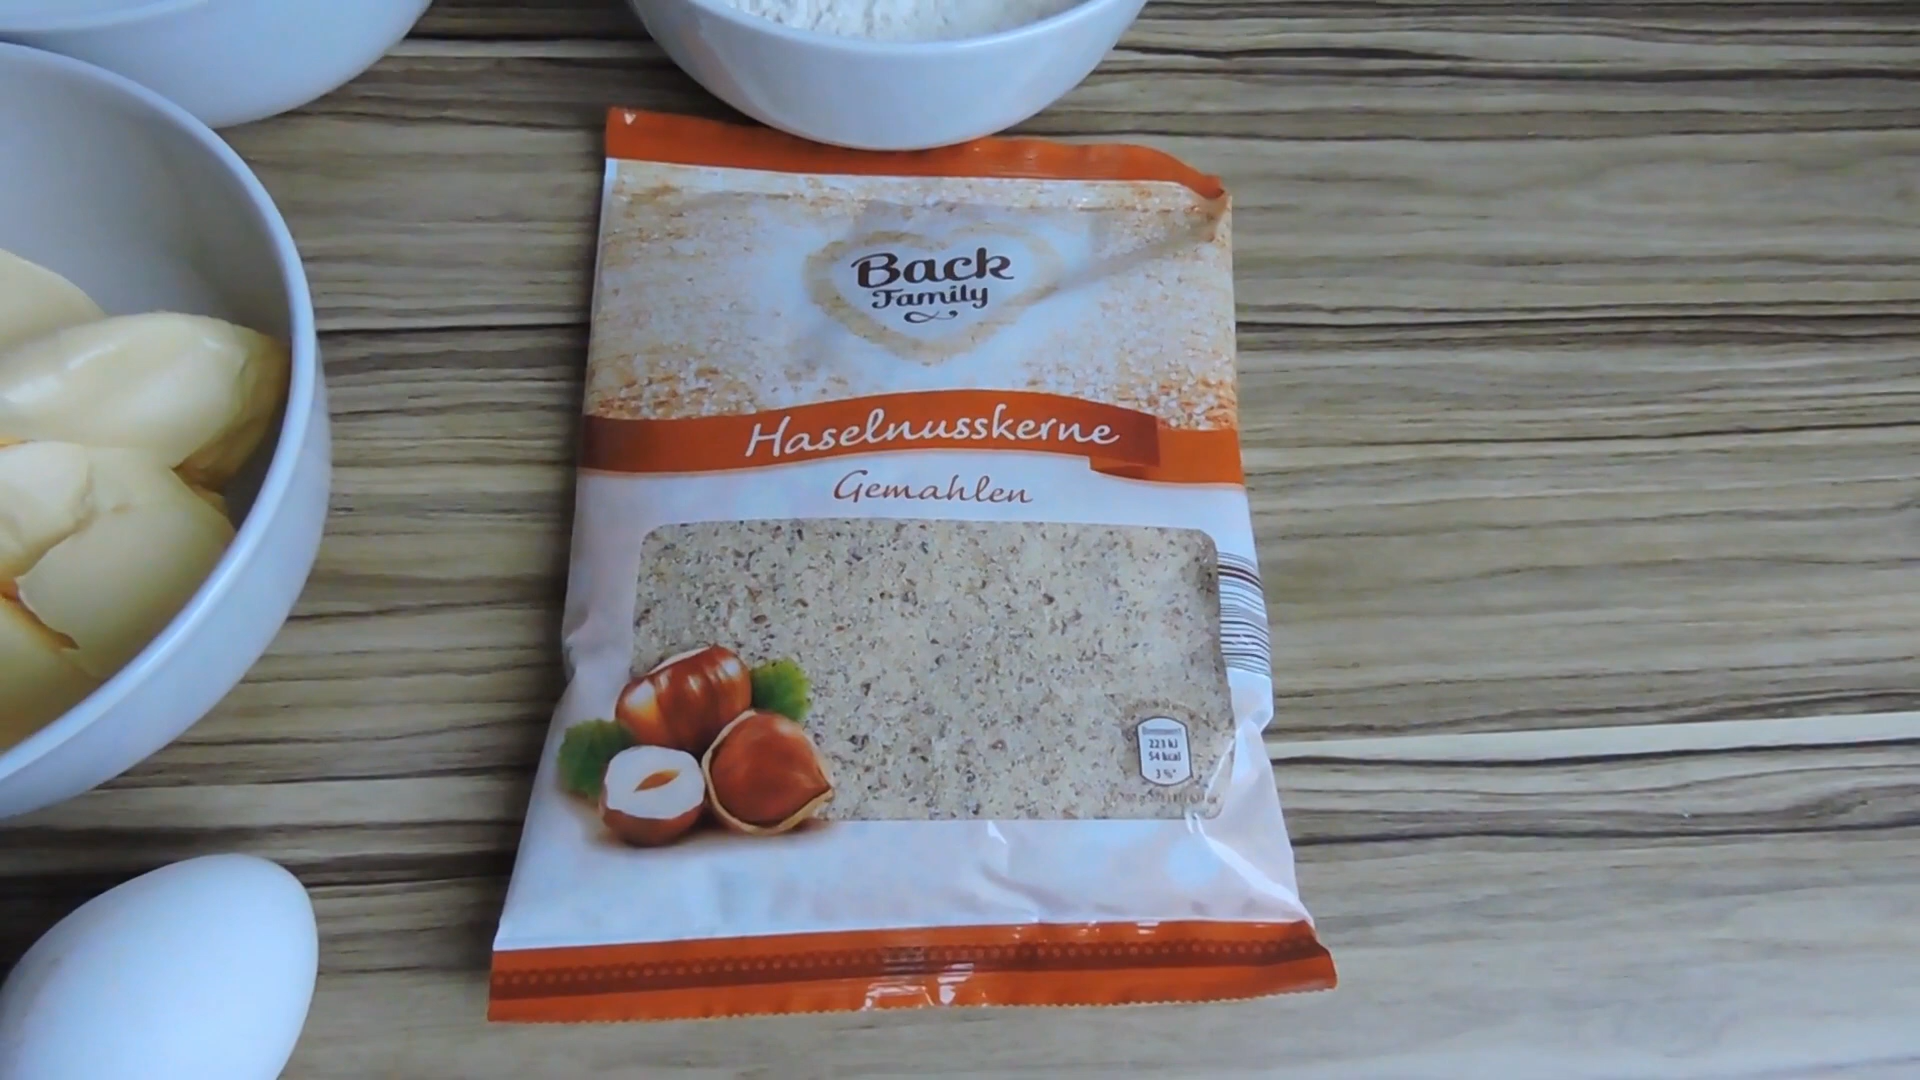 Back
Family
Haselnusskerne
Gemahlen
223 kJ
54 kcal
3 %*